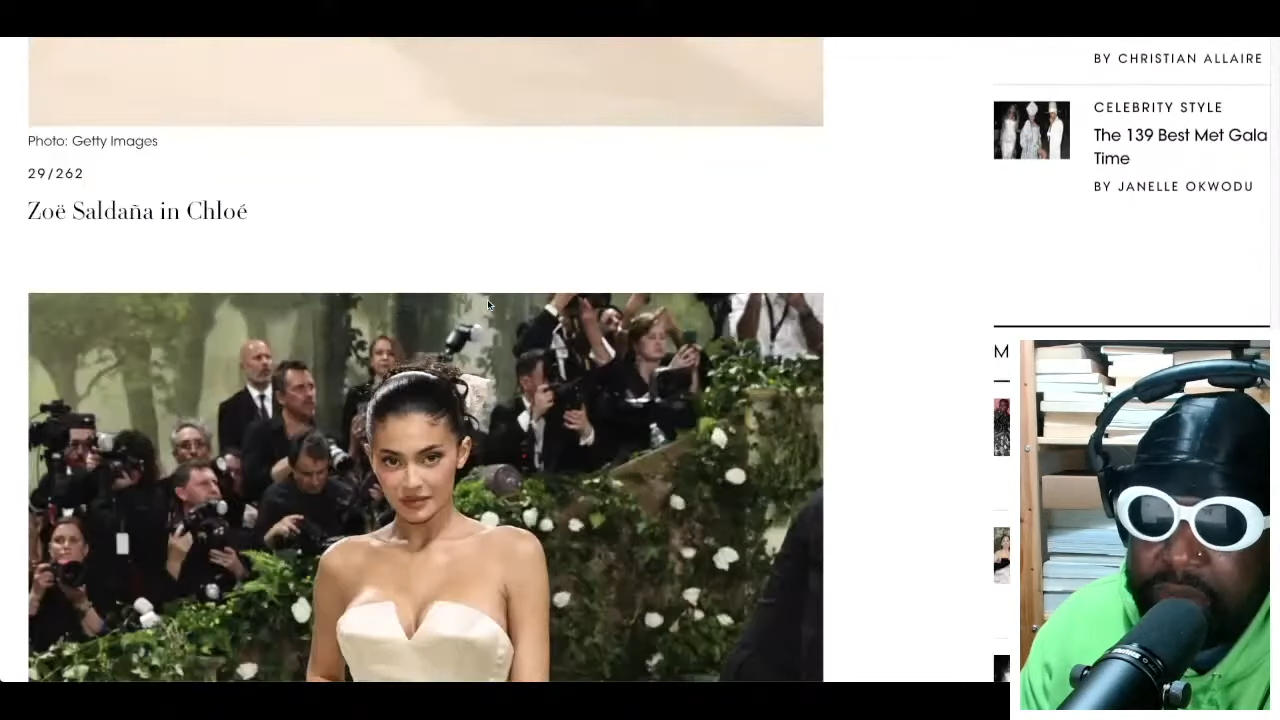 Photo: Getty Images
29/262
Zoë Saldaña in Chloé
BY CHRISTIAN ALLAIRE
CELEBRITY STYLE
The 139 Best Met Gala
Time
BY JANELLE OKWODU
M